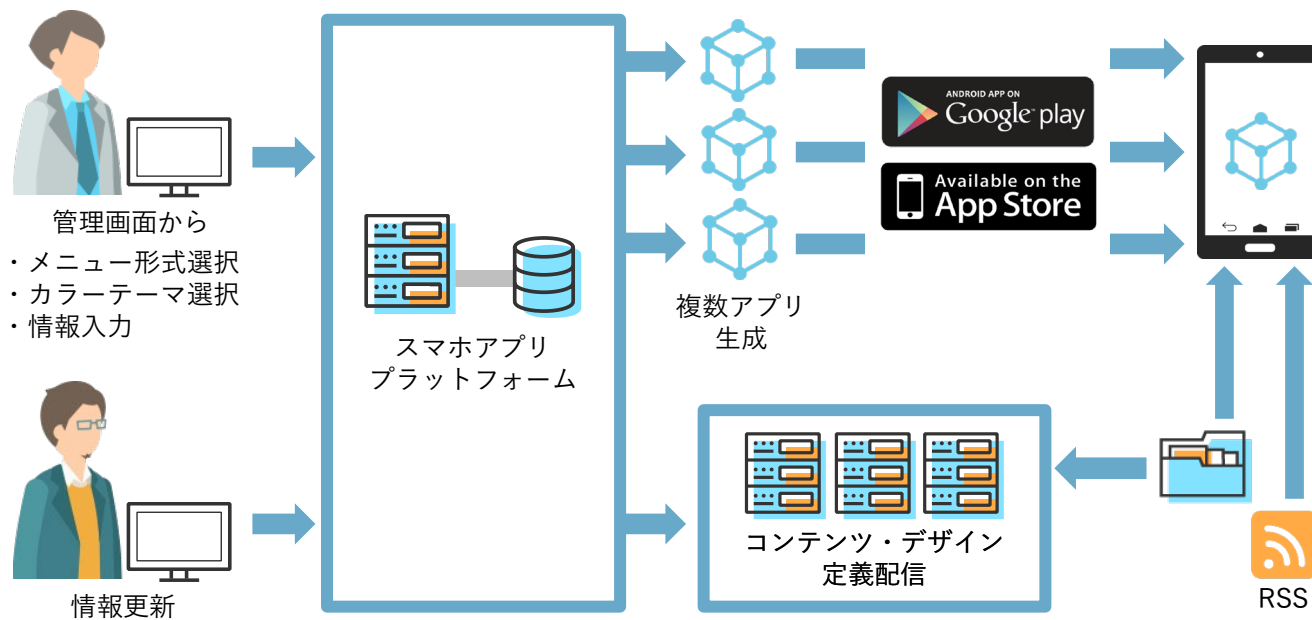 管理画面から
・メニュー形式選択
・カラーテーマ選択
・情報入力
情報更新
スマホアプリ
プラットフォーム
複数アプリ
生成
ANDROID APP ON
Google play
Available on the
App Store
コンテンツ・デザイン
定義配信
RSS